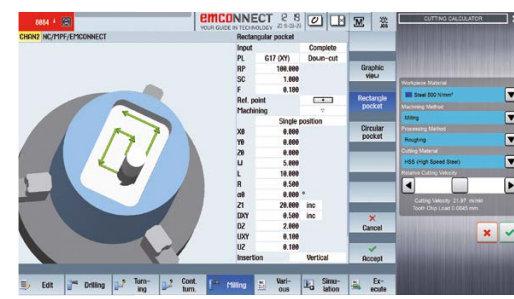 0084
emCONNECT
YOUR GUIDE IN TECHNOLOGY
CUTTING CALCULATOR
CHAN2 NC/MPF/EMCONNECT
Rectangular pocket
Input Complete
PL G17 (XY) Down-cut
RP 100.000
SC 1.000
F 0.100
Ref. point
Machining
Single position
X0 0.000
Y0 0.000
Z0 0.000
W 5.000
L 10.000
R 0.500
α0 0.000 °
Z1 20.000 inc
DXY 0.500 inc
DZ 2.000
UXY 0.100
UZ 0.100
Insertion Vertical
Graphic view
Rectangle pocket
Circular pocket
Cancel
Accept
Workpiece Material
Steel 500 N/mm²
Machining Method
Milling
Processing Method
Roughing
Cutting Material
HSS (High Speed Steel)
Relative Cutting Velocity
Cutting Velocity 21.87 m/min
Tooth Chip Load 0.0045 mm
Edit
Drilling
Turn-ing
Cont. turn.
Milling
Vari-ous
Simu-lation
Ex-ecute